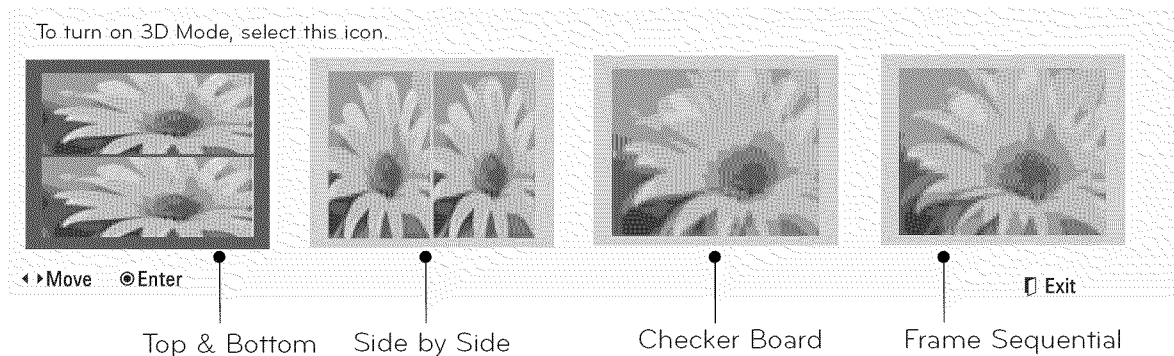 To turn on 3D Mode, select this icon.
Move Enter Exit
Top & Bottom Side by Side Checker Board Frame Sequential